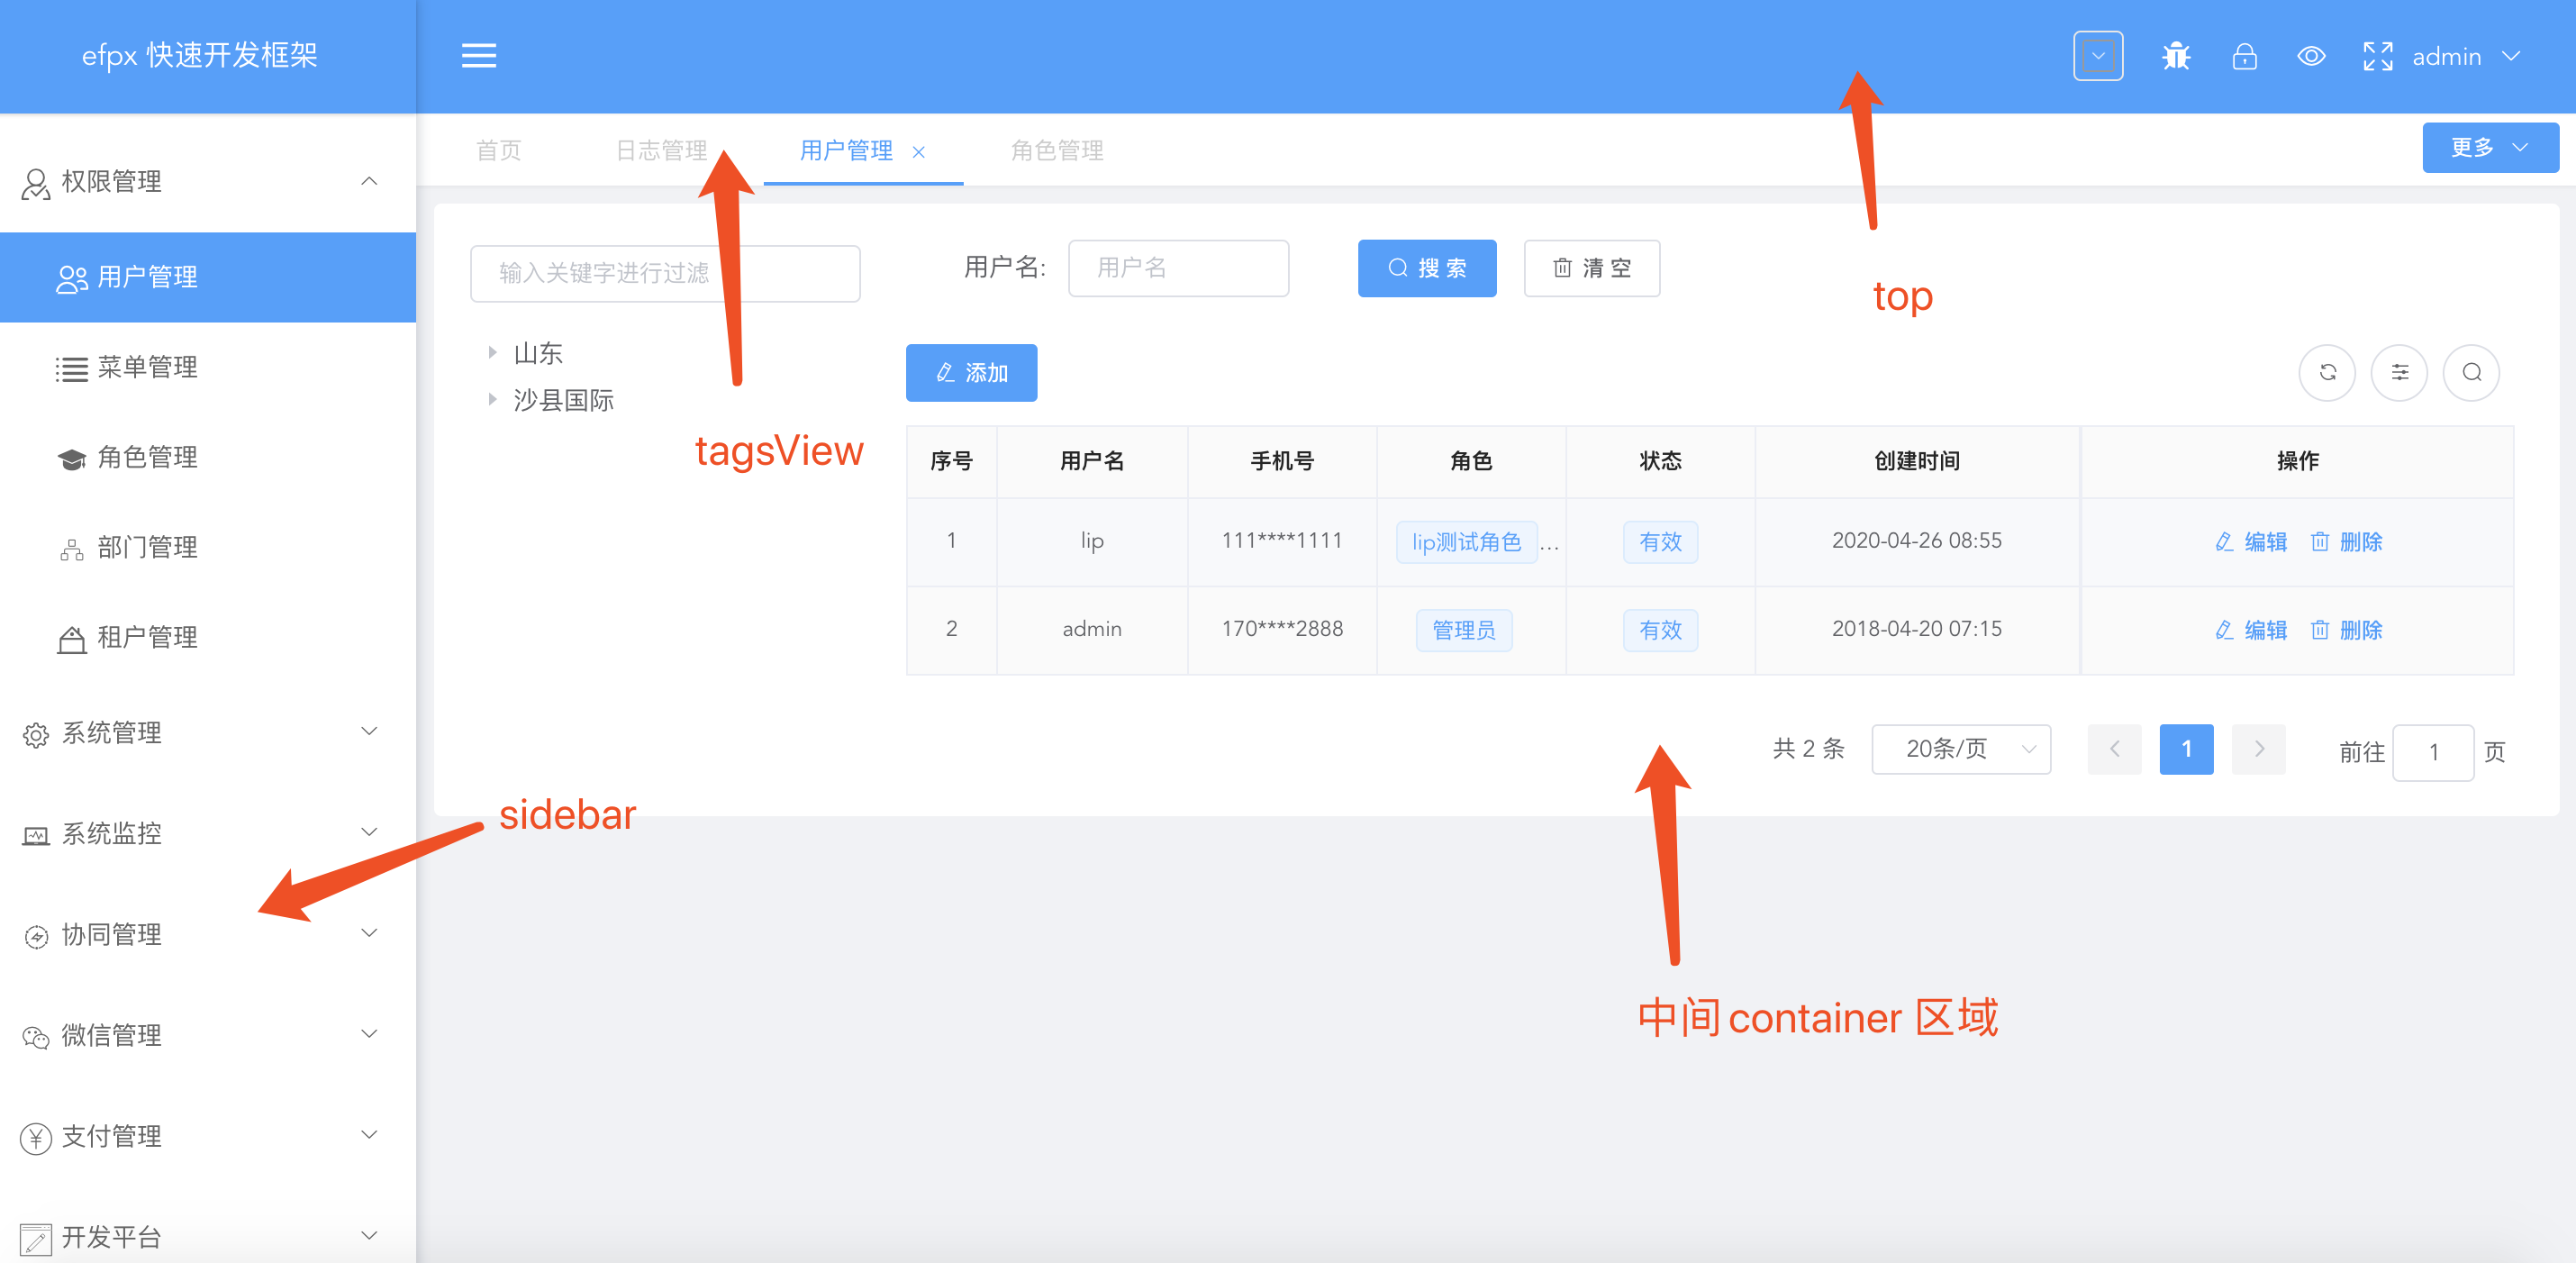 efpx 快速开发框架
admin
首页
日志管理
用户管理
角色管理
更多
权限管理
用户管理
菜单管理
角色管理
部门管理
租户管理
系统管理
系统监控
协同管理
微信管理
支付管理
开发平台
输入关键字进行过滤
山东
沙县国际
用户名:
用户名
搜 索
清 空
添加
序号 用户名 手机号 角色 状态 创建时间 操作
1 lip 111****1111 lip测试角色 ... 有效 2020-04-26 08:55 编辑 删除
2 admin 170****2888 管理员 有效 2018-04-20 07:15 编辑 删除
共 2 条 20条/页 1 前往 1 页
top
tagsView
sidebar
中间container 区域